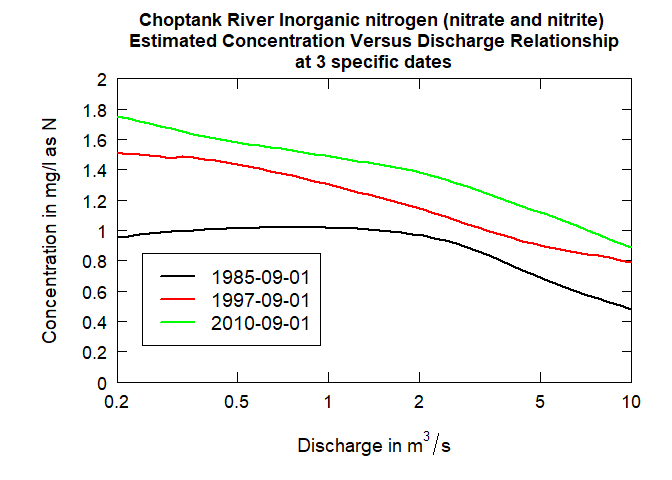 Choptank River Inorganic nitrogen (nitrate and nitrite)
Estimated Concentration Versus Discharge Relationship
at 3 specific dates
Concentration in mg/l as N
2
1.8
1.6
1.4
1.2
1
0.8
0.6
0.4
0.2
0
1985-09-01
1997-09-01
2010-09-01
0.2 0.5 1 2 5 10
Discharge in m³/s